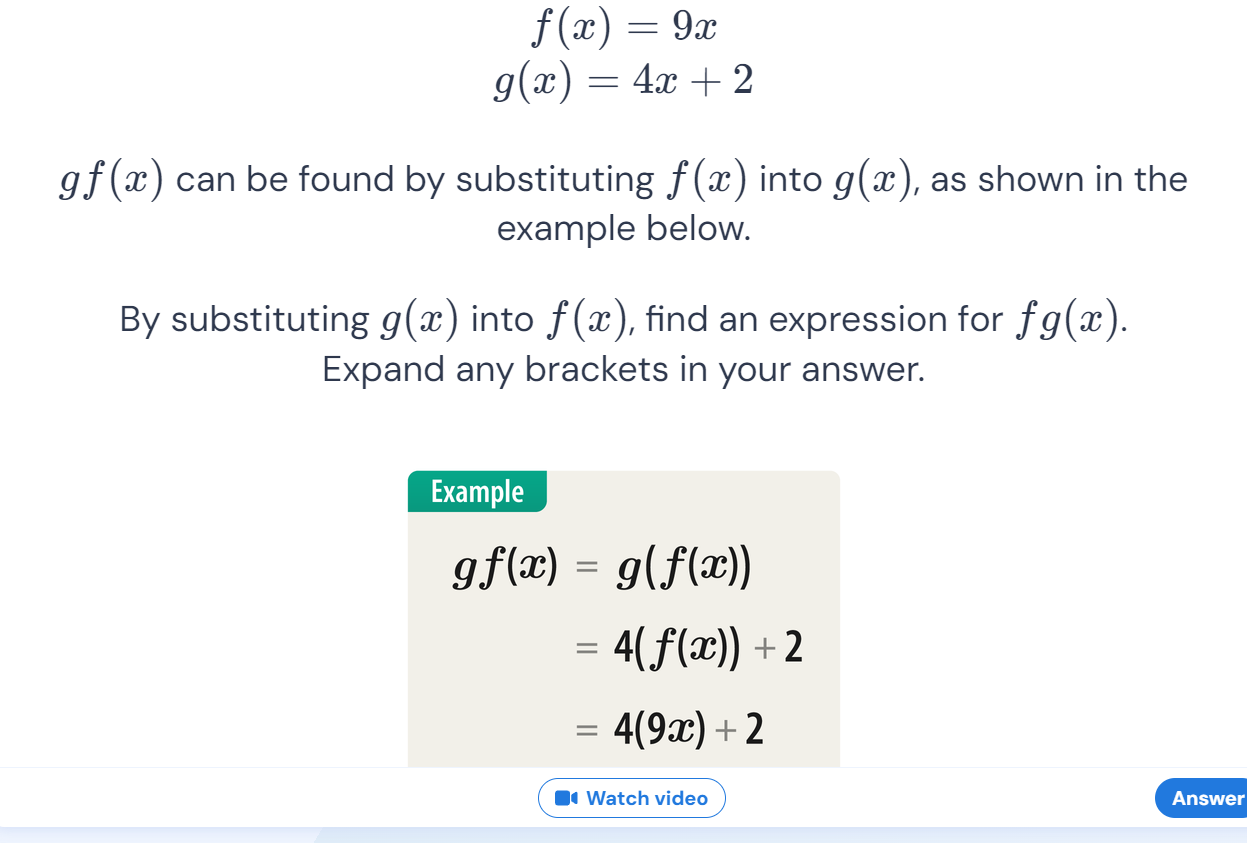 f(x) = 9x
g(x) = 4x + 2
gf(x) can be found by substituting f(x) into g(x), as shown in the
example below.
By substituting g(x) into f(x), find an expression for fg(x).
Expand any brackets in your answer.
Example
gf(x) = g(f(x))
= 4(f(x)) + 2
= 4(9x) + 2
Watch video
Answer